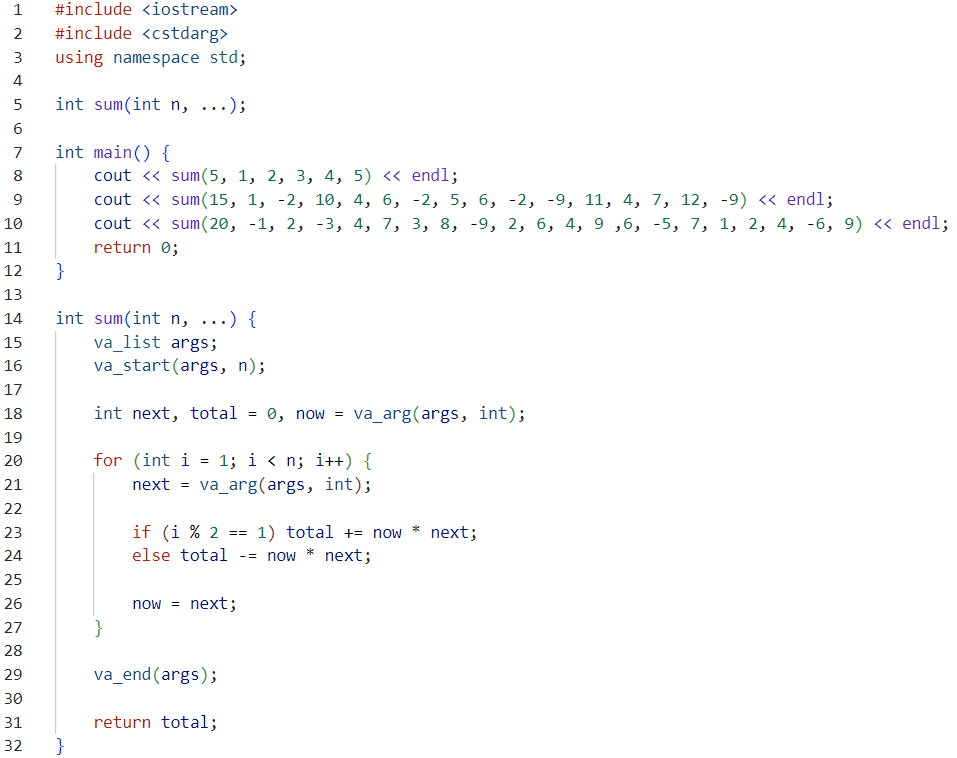 1 #include <iostream>
2 #include <cstdarg>
3 using namespace std;
4
5 int sum(int n, ...);
6
7 int main() {
8     cout << sum(5, 1, 2, 3, 4, 5) << endl;
9     cout << sum(15, 1, -2, 10, 4, 6, -2, 5, 6, -2, -9, 11, 4, 7, 12, -9) << endl;
10     cout << sum(20, -1, 2, -3, 4, 7, 3, 8, -9, 2, 6, 4, 9 ,6, -5, 7, 1, 2, 4, -6, 9) << endl;
11     return 0;
12 }
13
14 int sum(int n, ...) {
15     va_list args;
16     va_start(args, n);
17
18     int next, total = 0, now = va_arg(args, int);
19
20     for (int i = 1; i < n; i++) {
21         next = va_arg(args, int);
22
23         if (i % 2 == 1) total += now * next;
24         else total -= now * next;
25
26         now = next;
27     }
28
29     va_end(args);
30
31     return total;
32 }